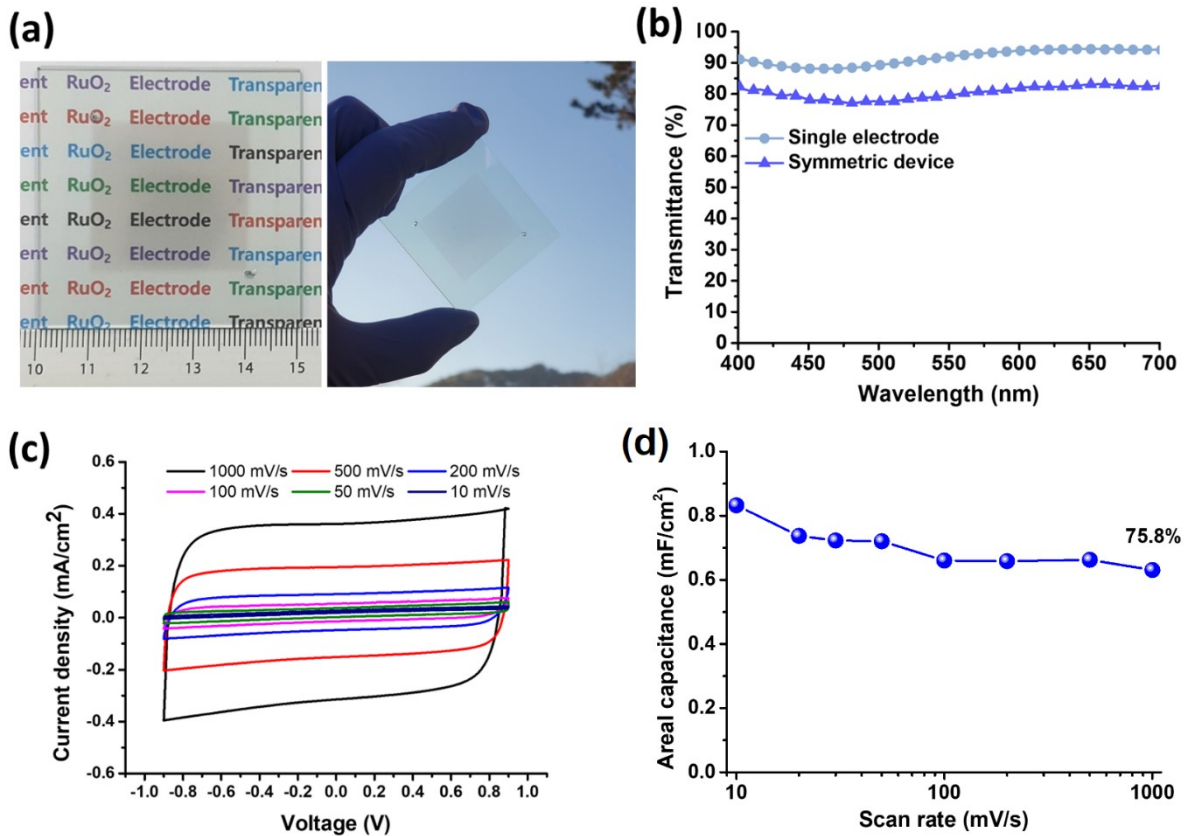 (a)
ent RuO₂ Electrode Transparen
ent RuO₂ Electrode Transparen
ent RuO₂ Electrode Transparen
ent RuO₂ Electrode Transparen
ent RuO₂ Electrode Transparen
ent RuO₂ Electrode Transparen
ent RuO₂ Electrode Transparen
ent RuO₂ Electrode Transparen
10 11 12 13 14 15
2 2
(b)
Transmittance (%)
100
90
80
70
60
50
40
30
20
10
0
Single electrode
Symmetric device
400 450 500 550 600 650 700
Wavelength (nm)
(c)
Current density (mA/cm²)
0.6
0.4
0.2
0.0
-0.2
-0.4
-0.6
1000 mV/s 500 mV/s 200 mV/s
100 mV/s 50 mV/s 10 mV/s
-1.0 -0.8 -0.6 -0.4 -0.2 0.0 0.2 0.4 0.6 0.8 1.0
Voltage (V)
(d)
Areal capacitance (mF/cm²)
1.0
0.8
0.6
0.4
0.2
0.0
75.8%
10 100 1000
Scan rate (mV/s)